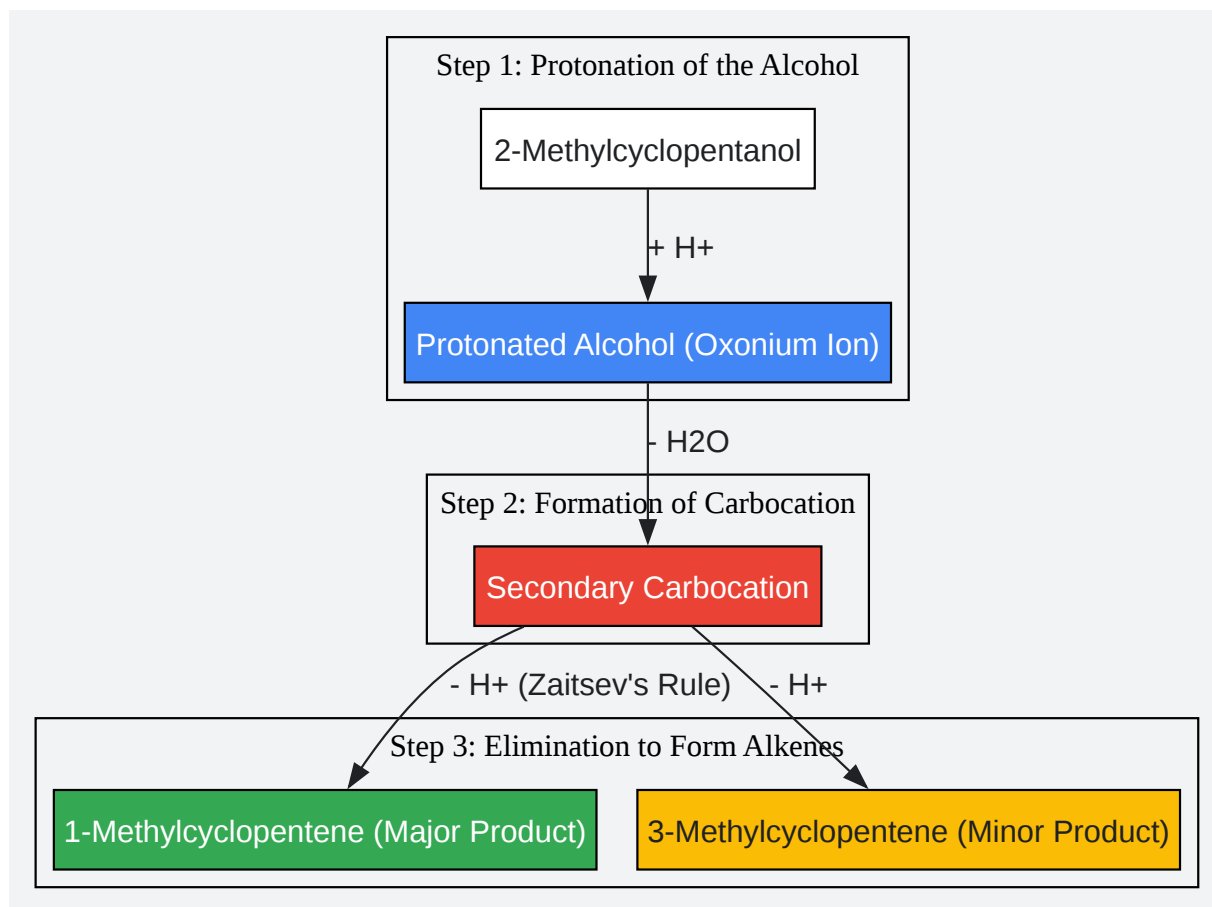 Step 1: Protonation of the Alcohol
2-Methylcyclopentanol
+ H+
Protonated Alcohol (Oxonium Ion)
- H2O
Step 2: Formation of Carbocation
Secondary Carbocation
- H+ (Zaitsev's Rule)
- H+
Step 3: Elimination to Form Alkenes
1-Methylcyclopentene (Major Product)
3-Methylcyclopentene (Minor Product)